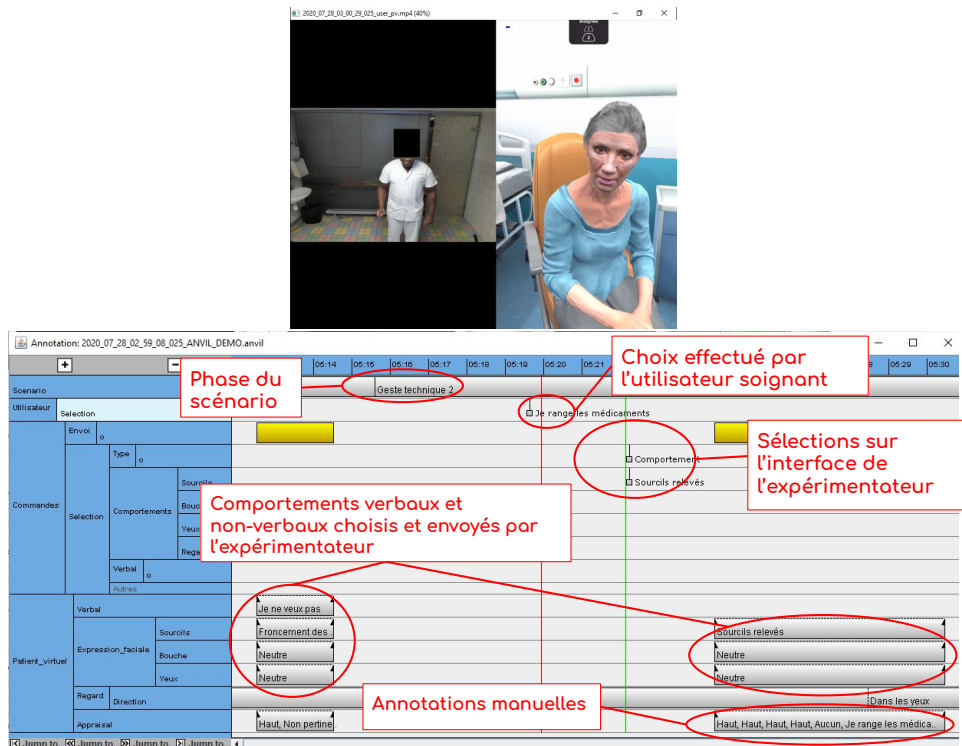 2020_07_28_03_00_29_025_user_pv.mp4 (40%)
Annotation: 2020_07_28_02_59_08_025_ANVIL_DEMO.anvil
05:14 05:15 05:16 05:17 05:18 05:19 05:20 05:21 05:29 05:30
Phase du
scénario
Choix effectué par
l'utilisateur soignant
Scenario
Geste technique 2
Utilisateur
Selection
Je range les médicaments
Commandes
Envoi
o
Selection
Type
o
Comportement
Comportements
Sourcils
Sourcils relevés
Yeux
Verbal
o
Autres
Sélections sur
l'interface de
l'expérimentateur
Comportements verbaux et
non-verbaux choisis et envoyés par
l'expérimentateur
Patient_virtuel
Verbal
Je ne veux pas
Expression_faciale
Sourcils
Froncement des
Sourcils relevés
Bouche
Neutre
Neutre
Yeux
Neutre
Neutre
Regard
Direction
Dans les yeux
Annotations manuelles
Appraisal
Haut, Non pertine
Haut, Haut, Haut, Haut, Aucun, Je range les médica..
Jump to Jump to Jump to Jump to